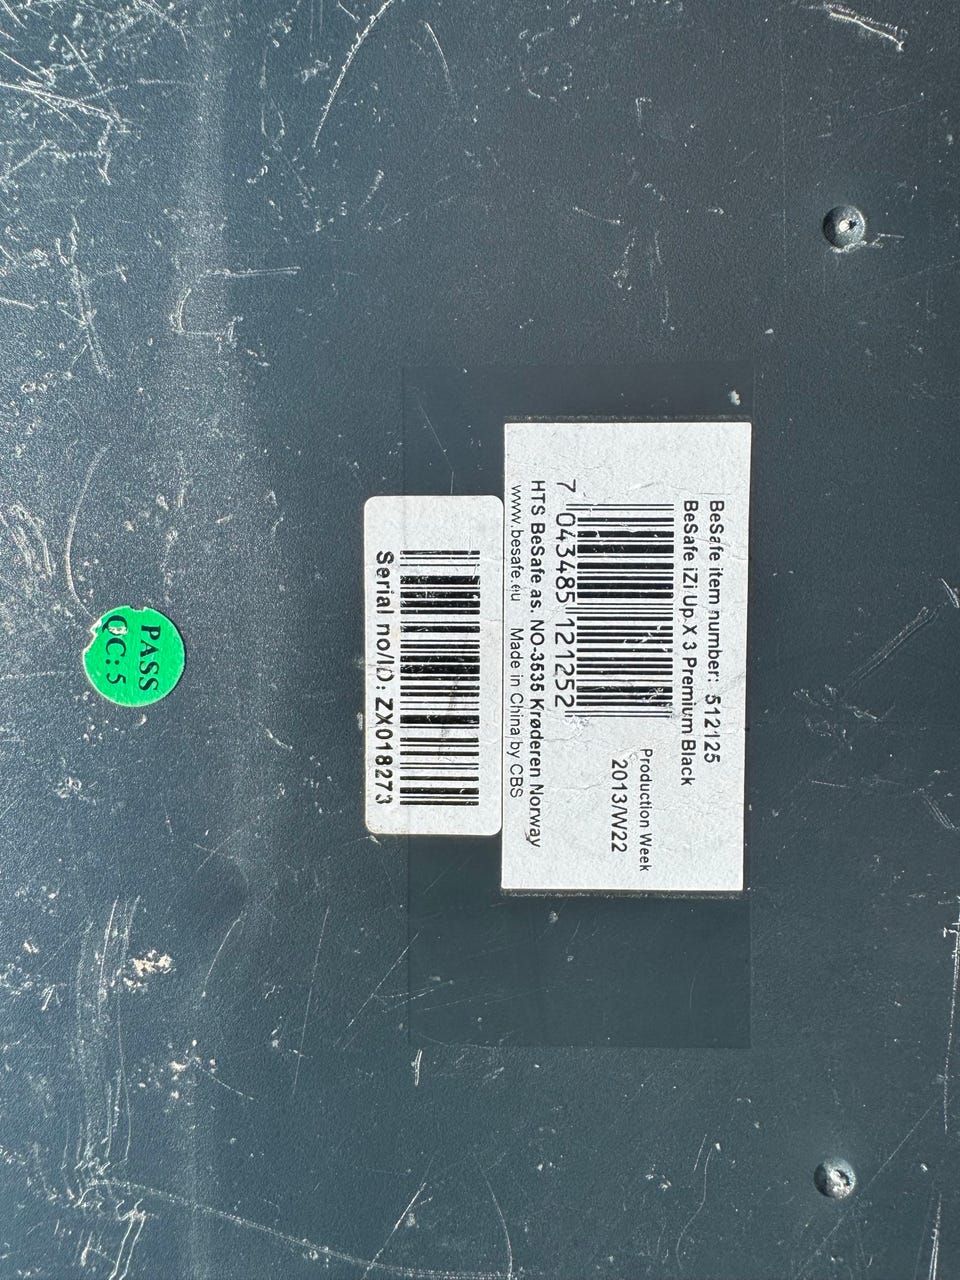 BeSafe item number: 512125
BeSafe iZi Up X 3 Premium Black
Production Week
2013/W22
7 043485 121252
HTS BeSafe as. NO-3535 Krøderen Norway
www.besafe.eu Made in China by CBS
Serial no/ID: ZX018273
PASS
QC: 5